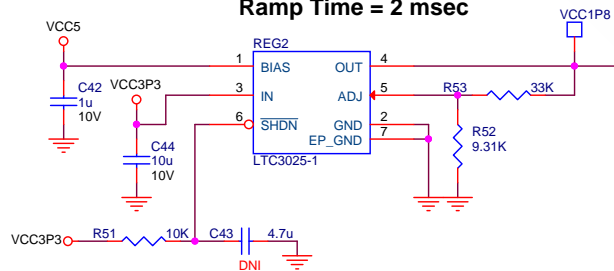 Ramp Time = 2 msec
VCC5
VCC1P8
REG2
1 BIAS OUT 4
C42
1u
10V
VCC3P3
3 IN ADJ 5
R53 33K
6 SHDN GND 2
EP_GND 7
R52
9.31K
C44
10u
10V
LTC3025-1
VCC3P3 R51 10K C43 4.7u
DNI